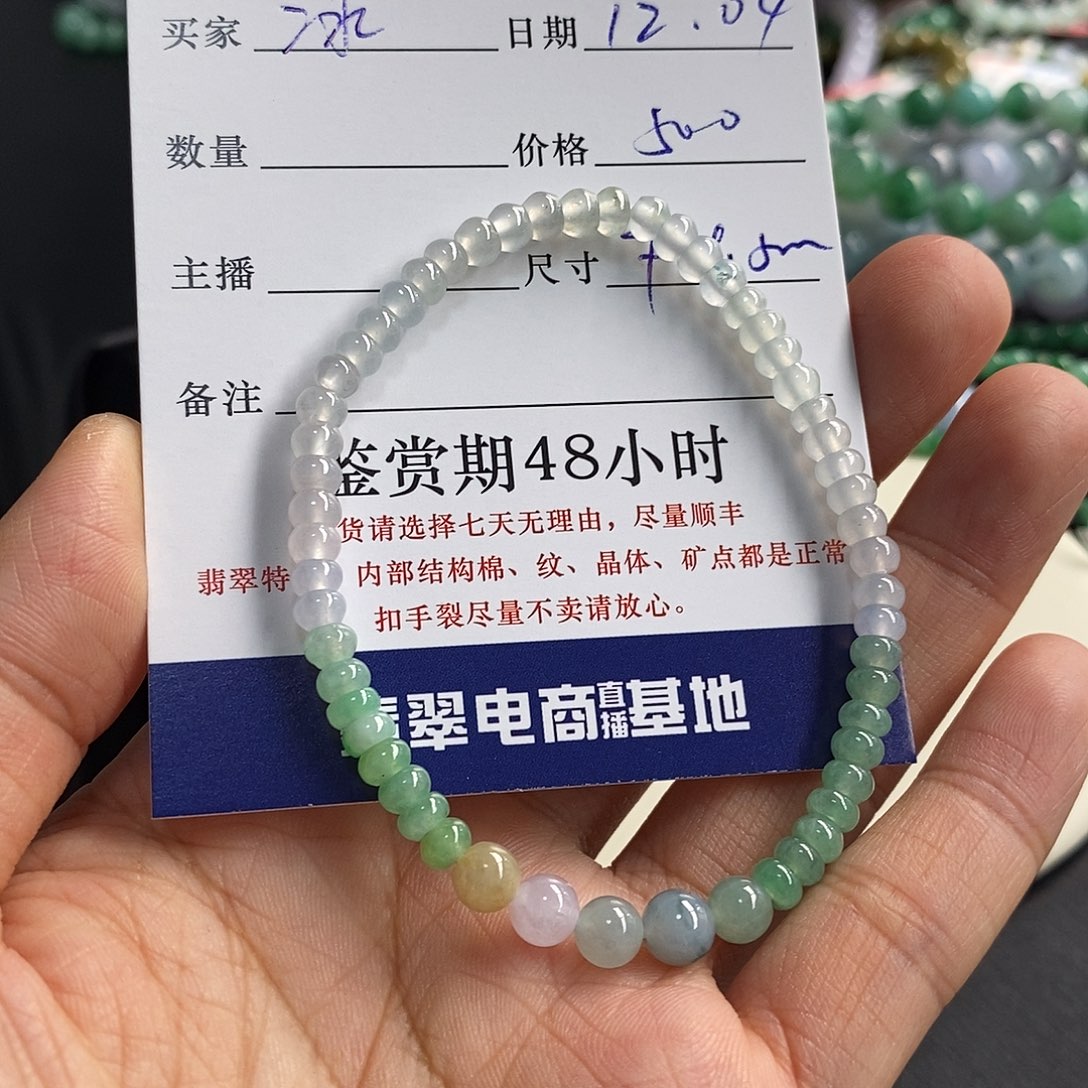 买家 冰 日期 12.04
数量 价格 500
主播 尺寸
备注
鉴赏期48小时
货请选择七天无理由，尽量顺丰
翡翠特 内部结构棉、纹、晶体、矿点都是正常
扣手裂尽量不卖请放心。
翡翠电商直播基地